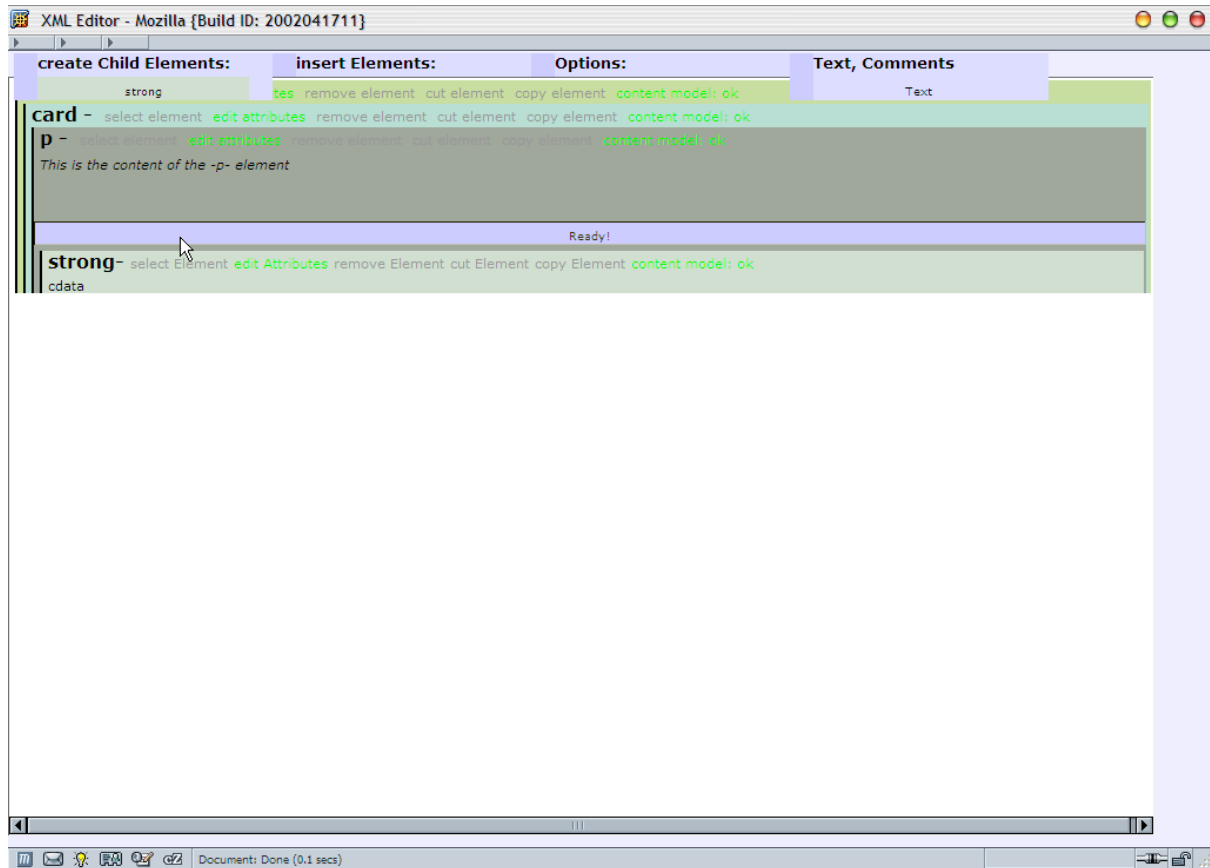 XML Editor - Mozilla {Build ID: 2002041711}
create Child Elements: insert Elements: Options: Text, Comments
strong tes remove element cut element copy element content model: ok Text
card - select element edit attributes remove element cut element copy element content model: ok
p - select element edit attributes remove element cut element copy element content model: ok
This is the content of the -p- element
Ready!
strong- select Element edit Attributes remove Element cut Element copy Element content model: ok
cdata
Document: Done (0.1 secs)